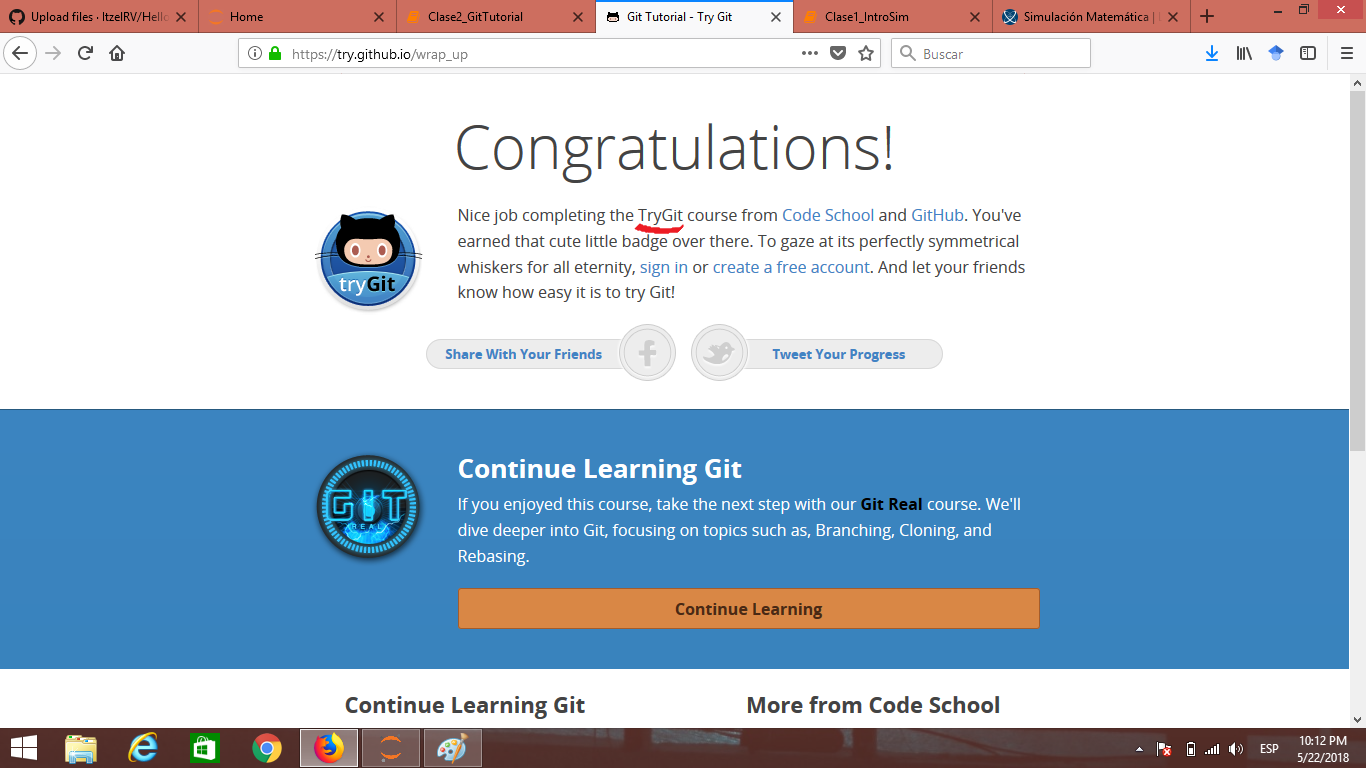 Upload files · ItzelRV/Hello
Home
Clase2_GitTutorial
Git Tutorial - Try Git
Clase1_IntroSim
Simulación Matemática |
https://try.github.io/wrap_up
Buscar
Congratulations!
Nice job completing the TryGit course from Code School and GitHub. You've
earned that cute little badge over there. To gaze at its perfectly symmetrical
whiskers for all eternity, sign in or create a free account. And let your friends
know how easy it is to try Git!
tryGit
Share With Your Friends
Tweet Your Progress
GIT
REAL
Continue Learning Git
If you enjoyed this course, take the next step with our Git Real course. We'll
dive deeper into Git, focusing on topics such as, Branching, Cloning, and
Rebasing.
Continue Learning
Continue Learning Git
More from Code School
ESP
10:12 PM
5/22/2018